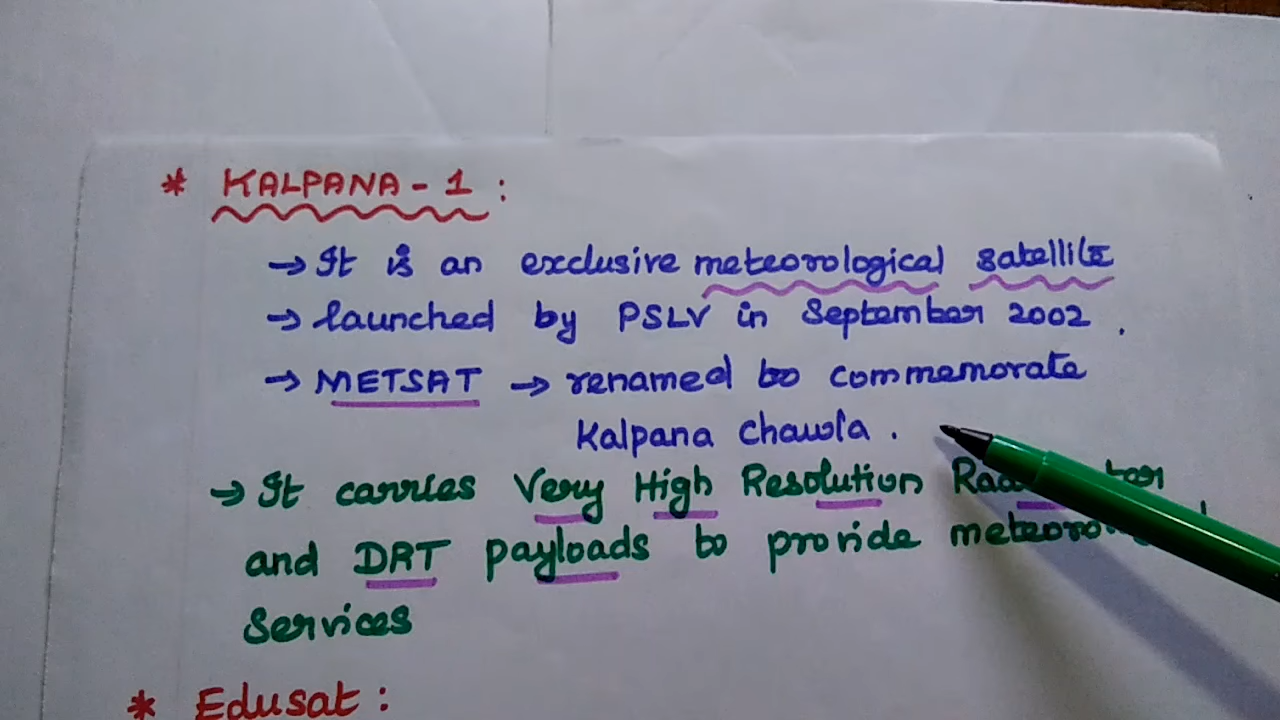 * KALPANA - 1 :
→ It is an exclusive meteorological satellite
→ launched by PSLV in September 2002 .
→ METSAT → renamed to commemorate
Kalpana Chawla .
→ It carries Very High Resolution
and DRT payloads to provide
Services
* Edusat :